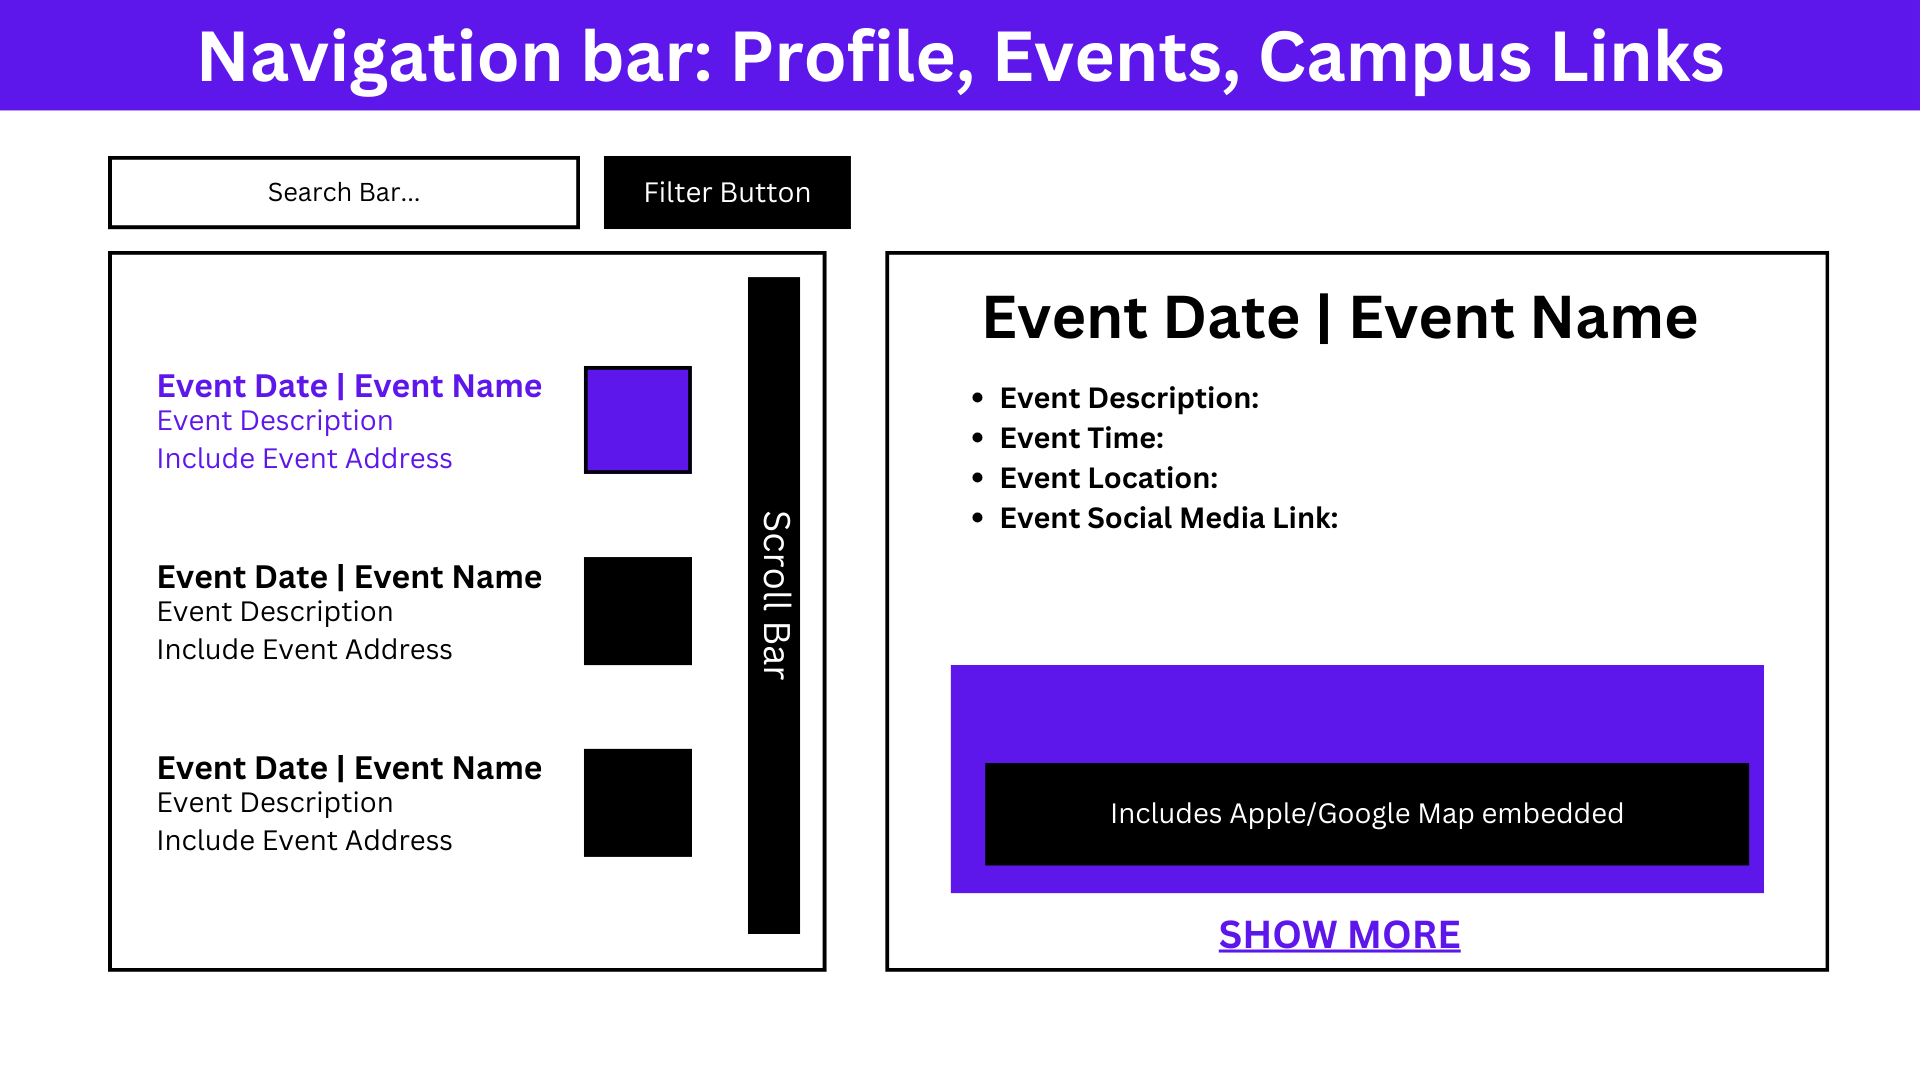 Navigation bar: Profile, Events, Campus Links
Search Bar...
Filter Button
Event Date | Event Name
Event Description
Include Event Address
Event Date | Event Name
Event Description
Include Event Address
Event Date | Event Name
Event Description
Include Event Address
Scroll Bar
Event Date | Event Name
• Event Description:
• Event Time:
• Event Location:
• Event Social Media Link:
Includes Apple/Google Map embedded
SHOW MORE